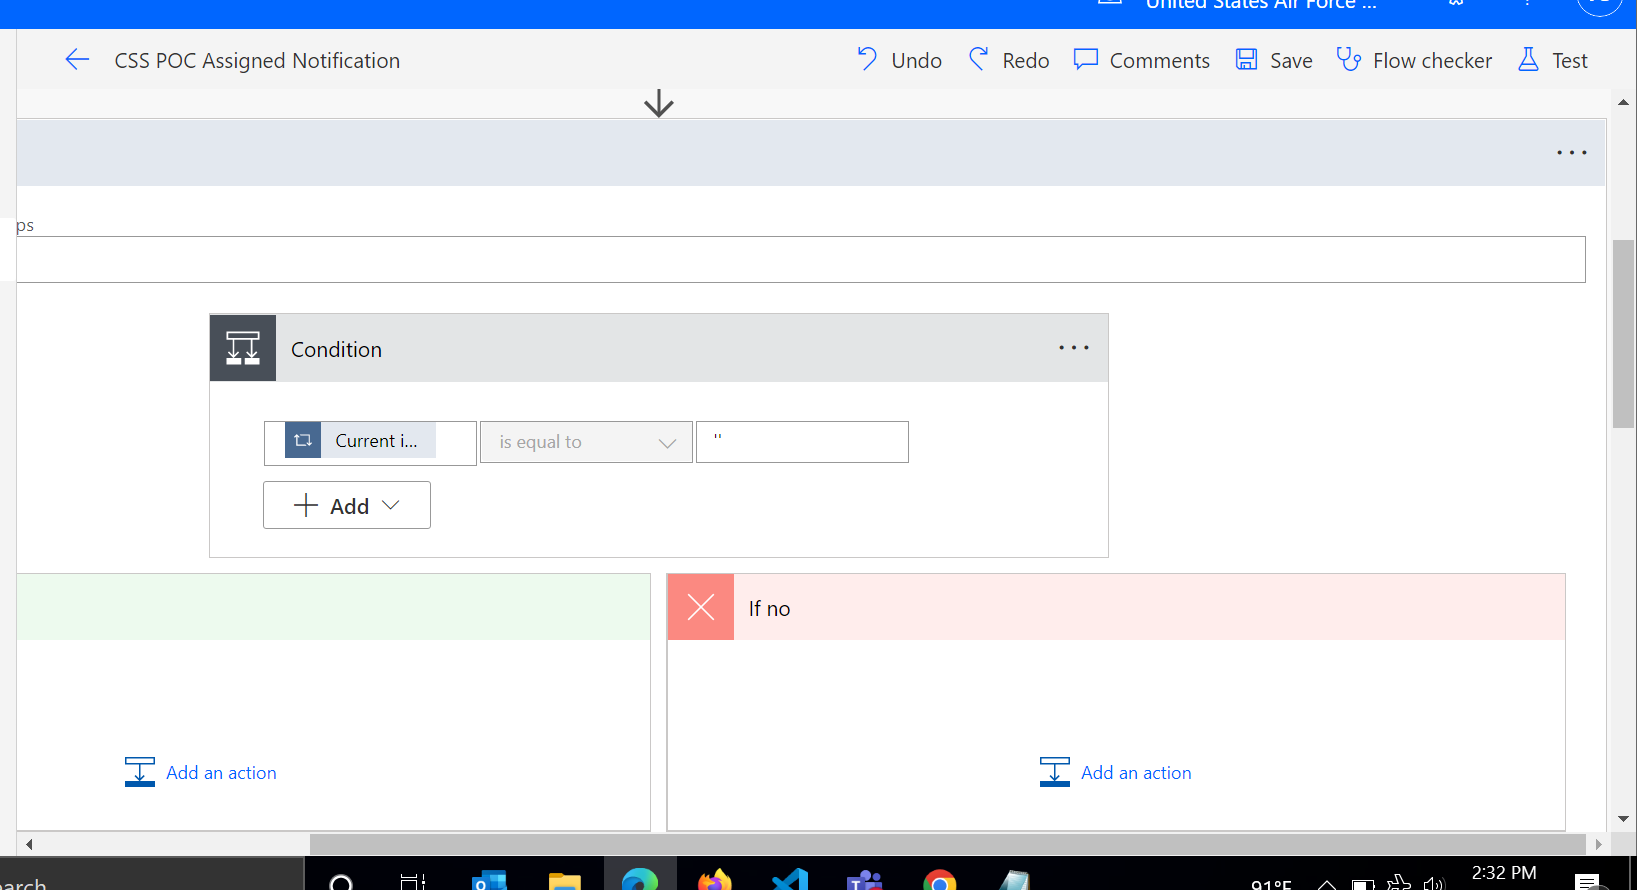 United States Air Force ...
CSS POC Assigned Notification
Undo Redo Comments Save Flow checker Test
ps
Condition
Current i... is equal to ''
Add
If no
Add an action Add an action
arch
91°F 2:32 PM